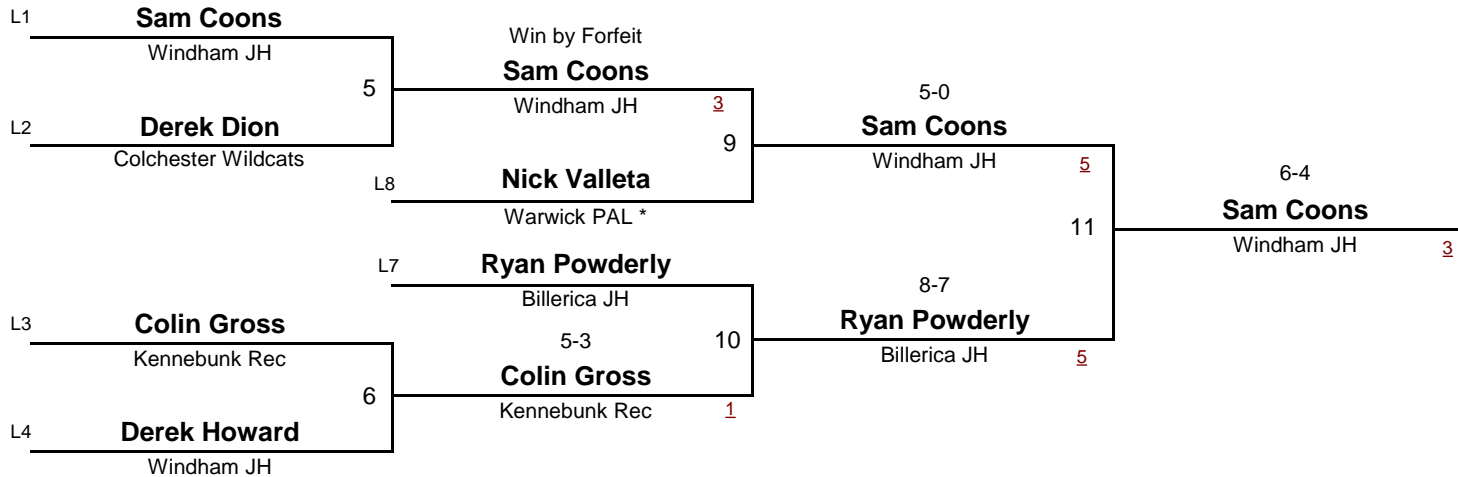 L1
Sam Coons
Windham JH
5
L2
Derek Dion
Colchester Wildcats
Win by Forfeit
Sam Coons
Windham JH
3
9
L8
Nick Valleta
Warwick PAL *
5-0
Sam Coons
Windham JH
5
11
6-4
Sam Coons
Windham JH
3
L7
Ryan Powderly
Billerica JH
10
8-7
Ryan Powderly
Billerica JH
5
L3
Colin Gross
Kennebunk Rec
6
5-3
Colin Gross
Kennebunk Rec
1
L4
Derek Howard
Windham JH